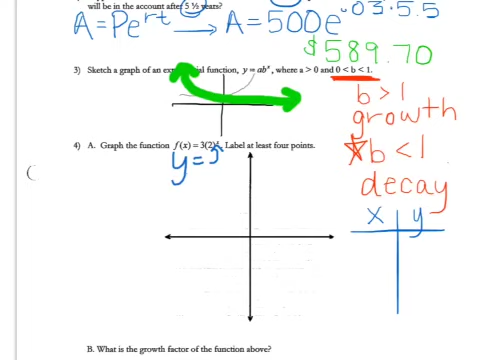 will be in the account after 5 ½ years?
A = Pe^rt → A = 500e^.03·5.5
$589.70
3) Sketch a graph of an exp ial function, y = ab^x, where a > 0 and 0 < b < 1.
b > 1
growth
b < 1
decay
4) A. Graph the function f(x) = 3(2)^x. Label at least four points.
y = 3
x y
B. What is the growth factor of the function above?